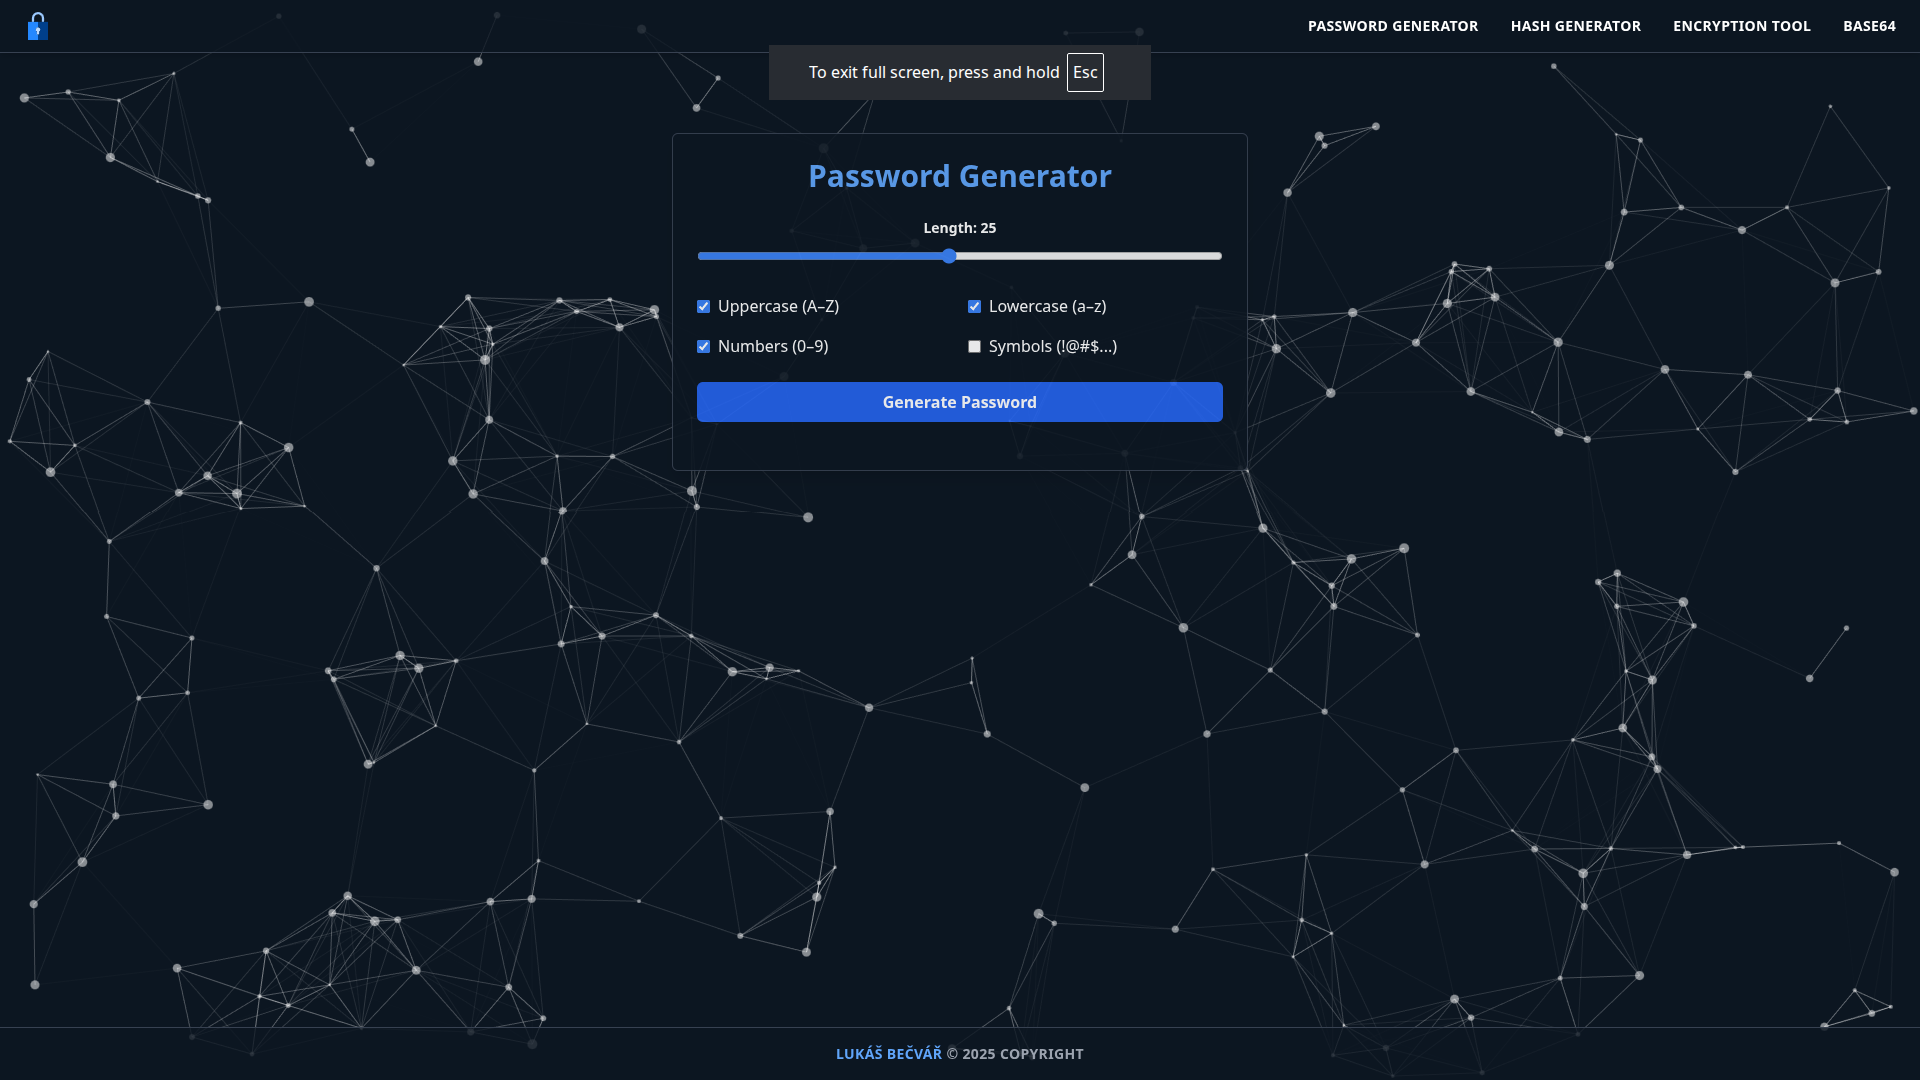 PASSWORD GENERATOR HASH GENERATOR ENCRYPTION TOOL BASE64
To exit full screen, press and hold Esc
Password Generator
Length: 25
Uppercase (A–Z) Lowercase (a–z)
Numbers (0–9) Symbols (!@#$...)
Generate Password
LUKÁŠ BEČVÁŘ © 2025 COPYRIGHT